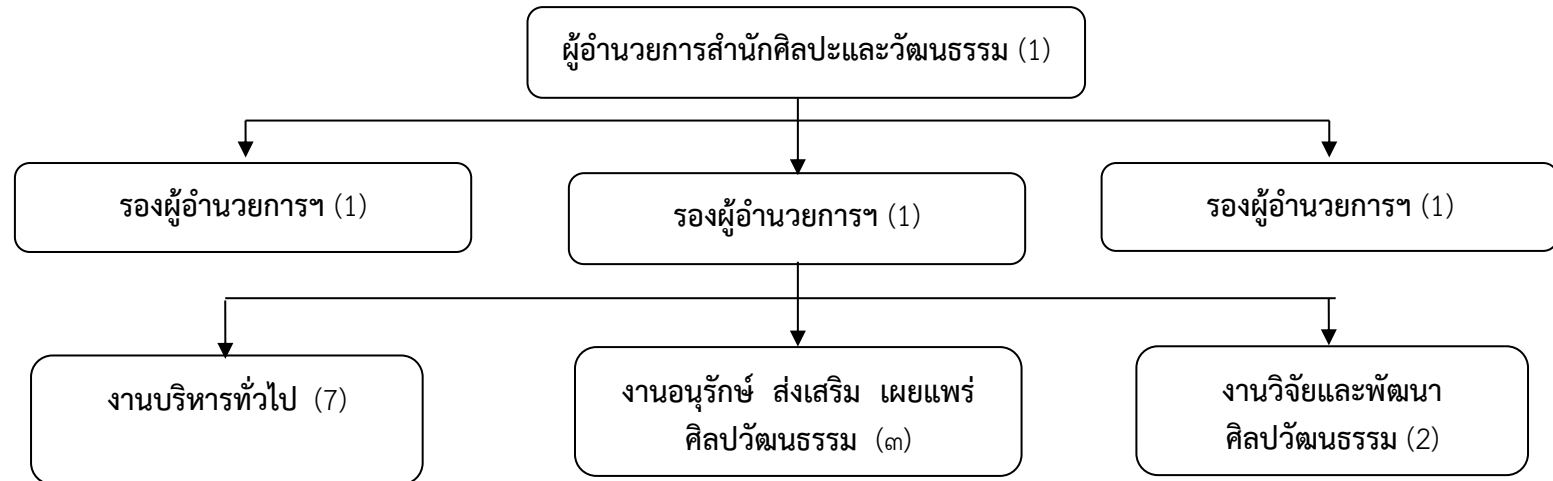 ผู้อำนวยการสำนักศิลปะและวัฒนธรรม (1)
รองผู้อำนวยการฯ (1)
รองผู้อำนวยการฯ (1)
รองผู้อำนวยการฯ (1)
งานบริหารทั่วไป (7)
งานอนุรักษ์ ส่งเสริม เผยแพร่
ศิลปวัฒนธรรม (๓)
งานวิจัยและพัฒนา
ศิลปวัฒนธรรม (2)